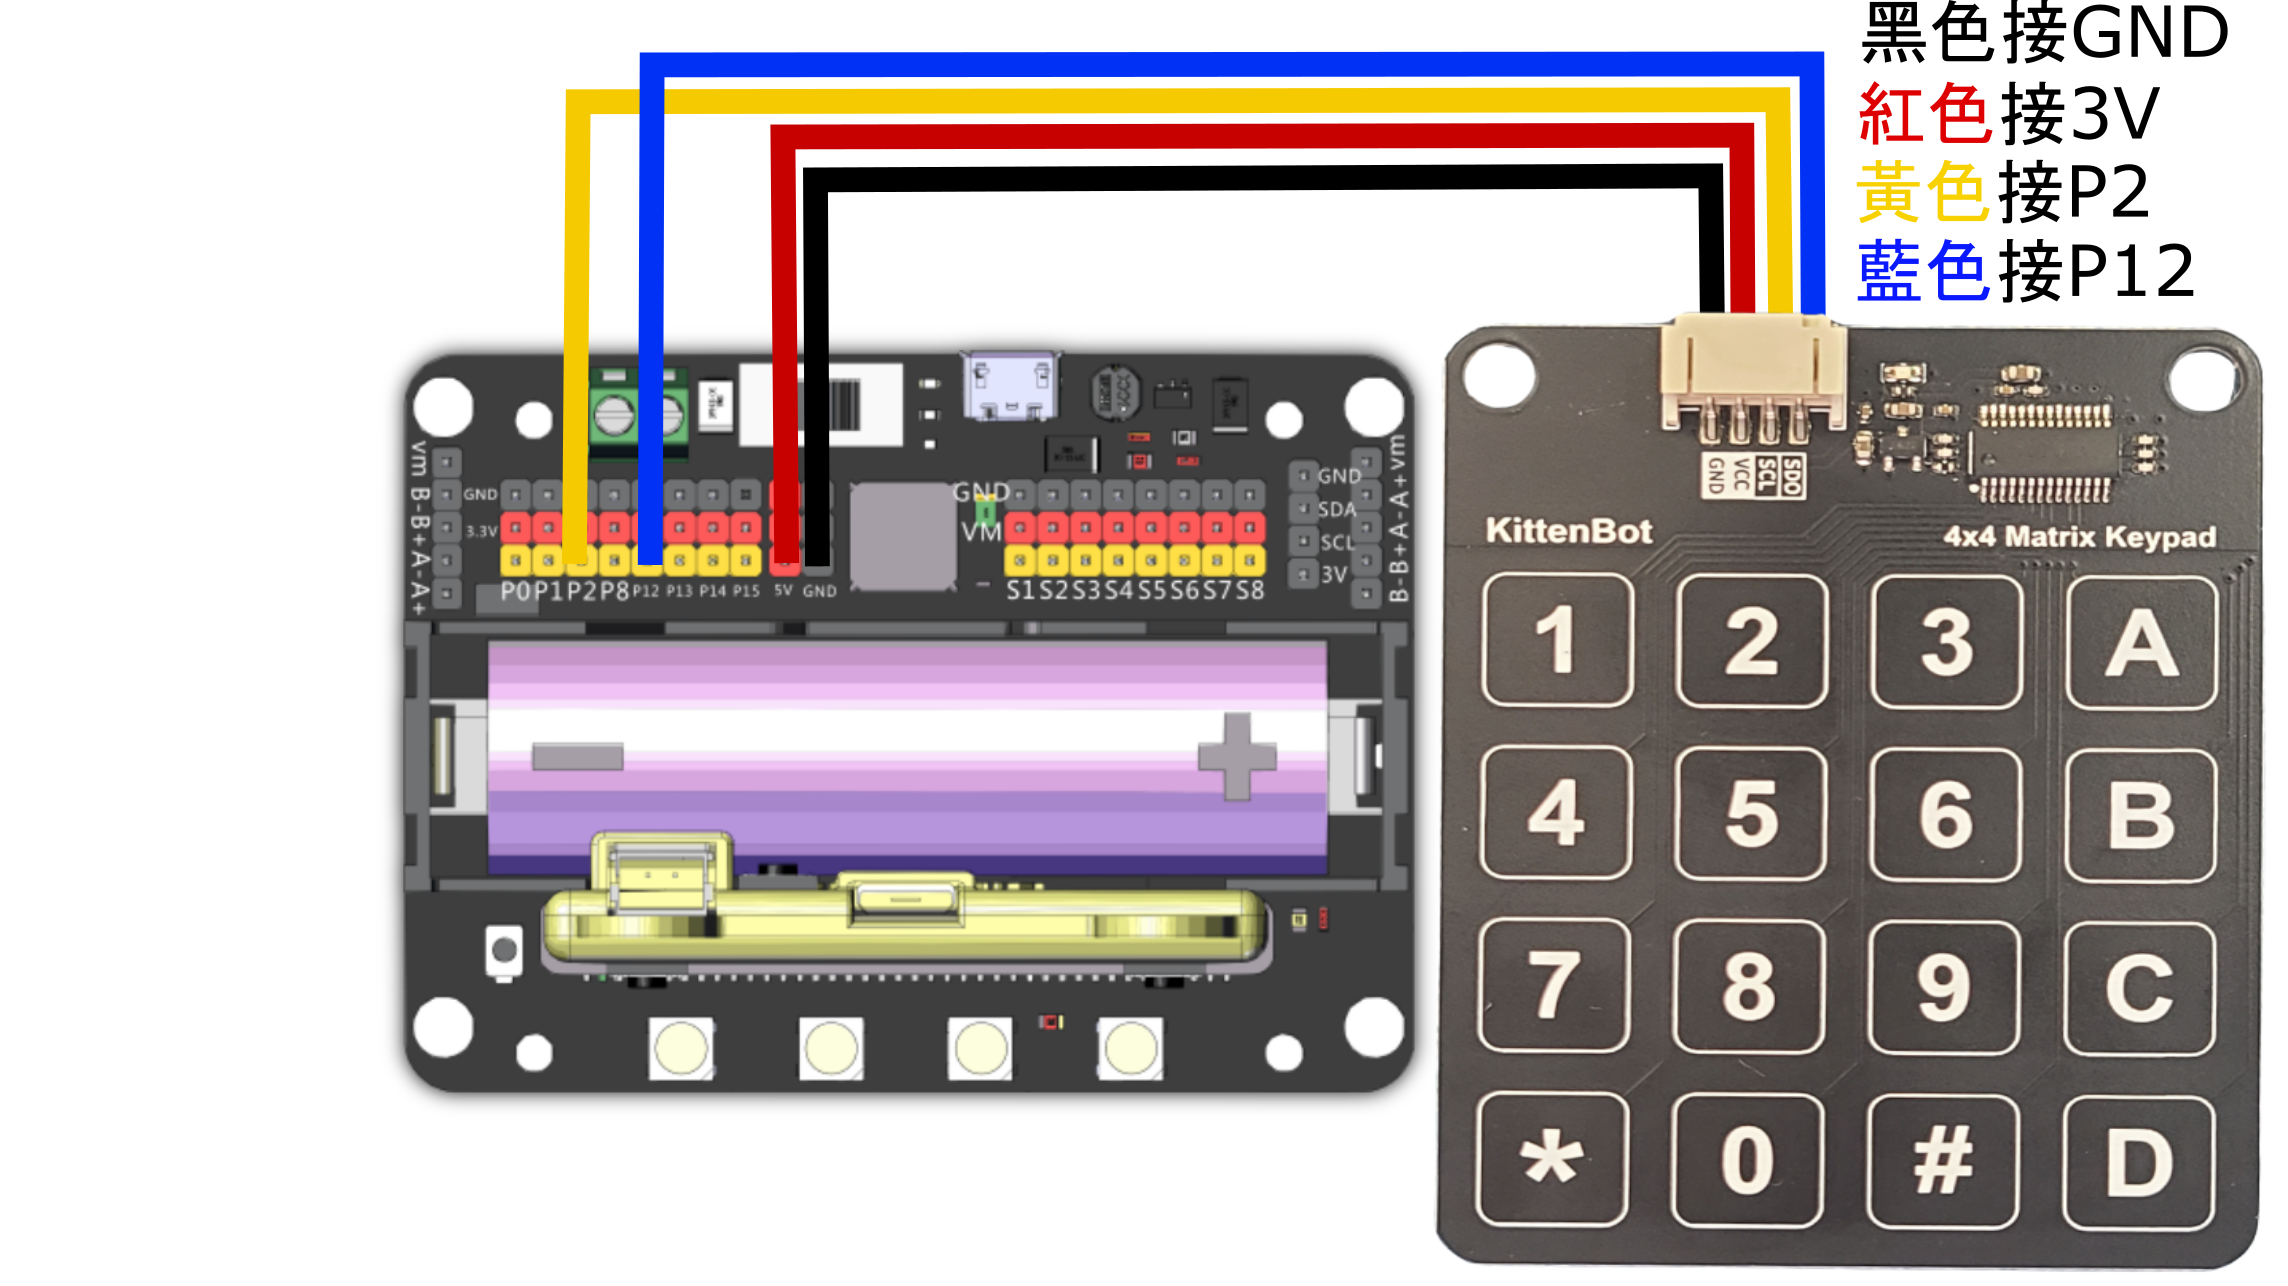 黑色接GND
紅色接3V
黃色接P2
藍色接P12
GND
VCC
SCL
SDO
KittenBot
4x4 Matrix Keypad
1 2 3 A
4 5 6 B
7 8 9 C
* 0 # D
vm B- B+ A- A+
GND
3.3V
P0 P1 P2 P8 P12 P13 P14 P15 5V GND
GND
VM
S1 S2 S3 S4 S5 S6 S7 S8
GND
SDA
SCL
3V
B- B+ A- A+ vm